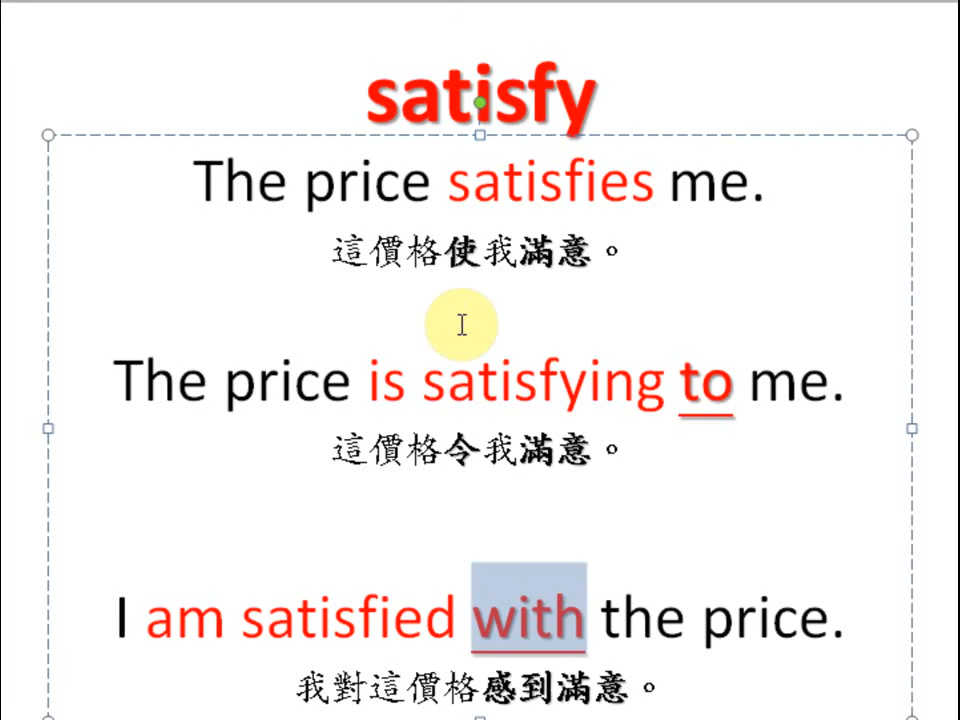 satisfy
The price satisfies me.
這價格使我滿意。
The price is satisfying to me.
這價格令我滿意。
I am satisfied with the price.
我對這價格感到滿意。